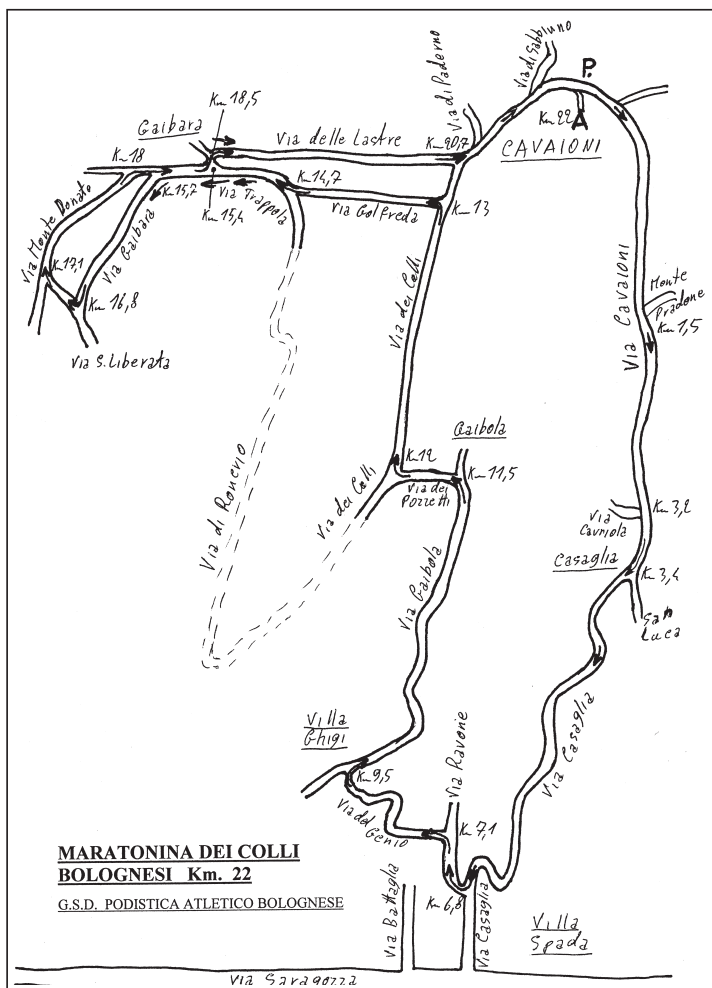 Via di Paderno
Via di Sabbiuno
P.
Km 18,5
Gaibara
Via delle Lastre
Km 20,7
Km 22
A
CAVAIONI
Km 18
Km 14,7
Km 15,7
Via Trappola
Km 15,4
Via Golfreda
Km 13
Via Monte Donato
Via Gaibara
Km 17,1
Km 16,8
Via S. Liberata
Via dei Colli
Via Cavaioni
Monte
Pradone
Km 1,5
Gaibola
Km 12
Km 11,5
Via dei
Pozzetti
Via di Roncrio
Via dei Colli
Km 3,2
Via
Cavriola
Casaglia
Km 3,4
San
Luca
Via Gaibola
Villa
Ghigi
Km 9,5
Via Ravone
Via Casaglia
Via del
Genio
Km 7,1
MARATONINA DEI COLLI
BOLOGNESI Km. 22
G.S.D. PODISTICA ATLETICO BOLOGNESE
Km 6,8
Via Battaglia
Via Casaglia
Villa
Spada
Via Saragozza